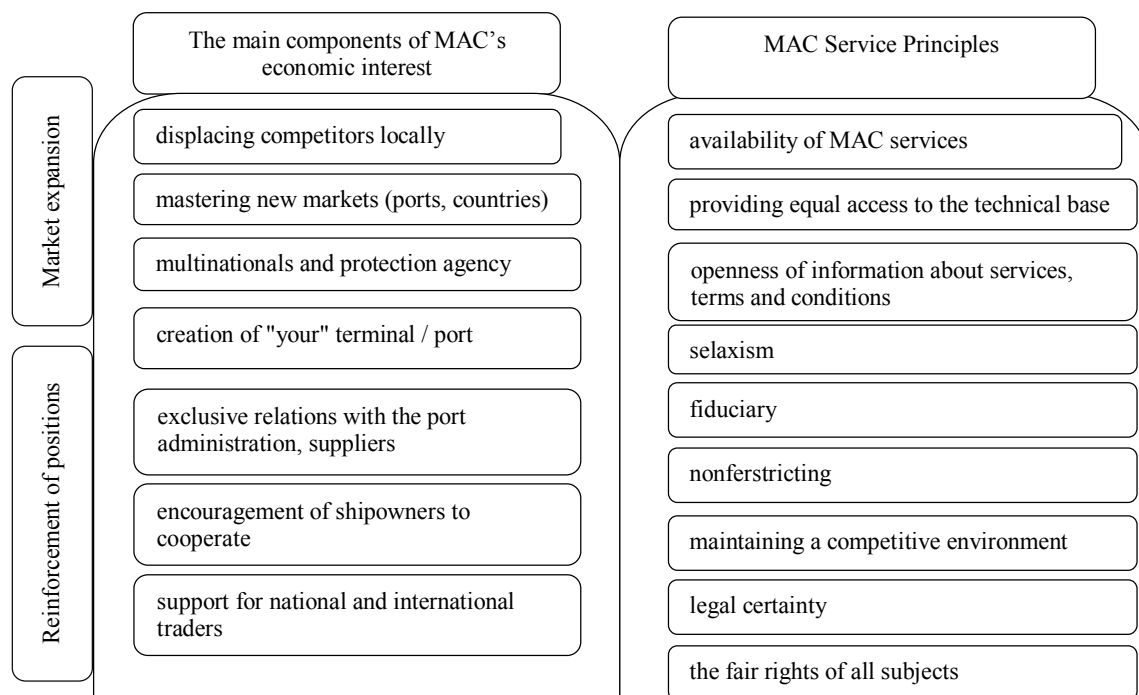 The main components of MAC's
economic interest
MAC Service Principles
Market expansion
displacing competitors locally
mastering new markets (ports, countries)
multinationals and protection agency
creation of "your" terminal / port
Reinforcement of positions
exclusive relations with the port
administration, suppliers
encouragement of shipowners to
cooperate
support for national and international
traders
availability of MAC services
providing equal access to the technical base
openness of information about services,
terms and conditions
selaxism
fiduciary
nonferstricting
maintaining a competitive environment
legal certainty
the fair rights of all subjects